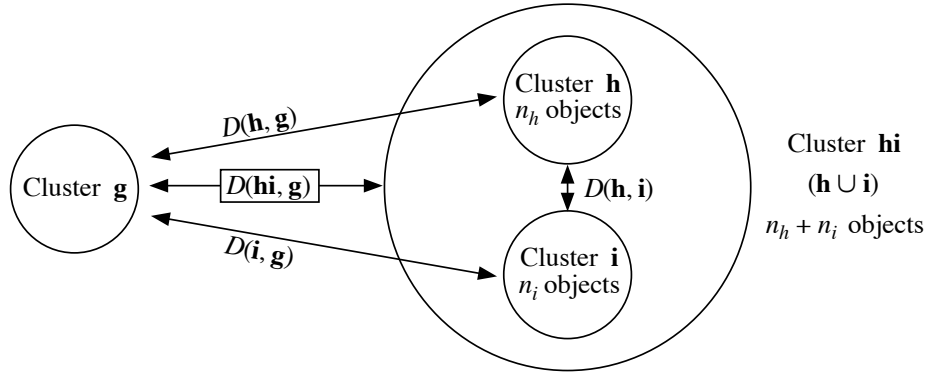 Cluster h
n_h objects
D(h, g)
Cluster g
D(hi, g)
D(h, i)
D(i, g)
Cluster i
n_i objects
Cluster hi
(h ∪ i)
n_h + n_i objects